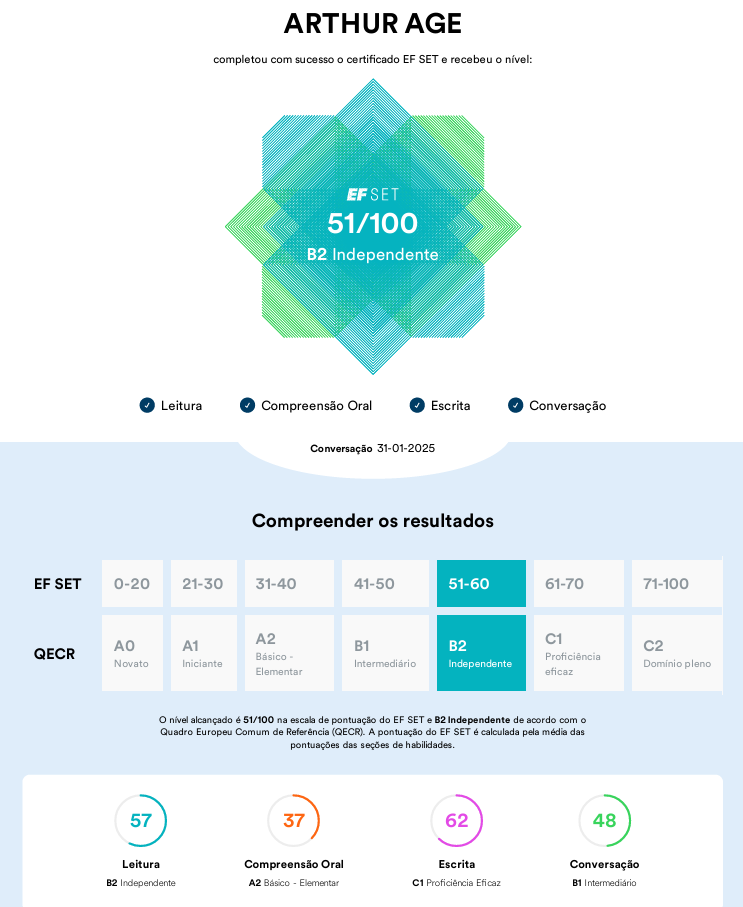 ARTHUR AGE
completou com sucesso o certificado EF SET e recebeu o nível:
EF SET
51/100
B2 Independente
Leitura
Compreensão Oral
Escrita
Conversação
Conversação 31-01-2025
Compreender os resultados
EF SET 0-20 21-30 31-40 41-50 51-60 61-70 71-100
QECR
A0
Novato
A1
Iniciante
A2
Básico -
Elementar
B1
Intermediário
B2
Independente
C1
Proficiência
eficaz
C2
Domínio pleno
O nível alcançado é 51/100 na escala de pontuação do EF SET e B2 Independente de acordo com o
Quadro Europeu Comum de Referência (QECR). A pontuação do EF SET é calculada pela média das
pontuações das seções de habilidades.
57
Leitura
B2 Independente
37
Compreensão Oral
A2 Básico - Elementar
62
Escrita
C1 Proficiência Eficaz
48
Conversação
B1 Intermediário